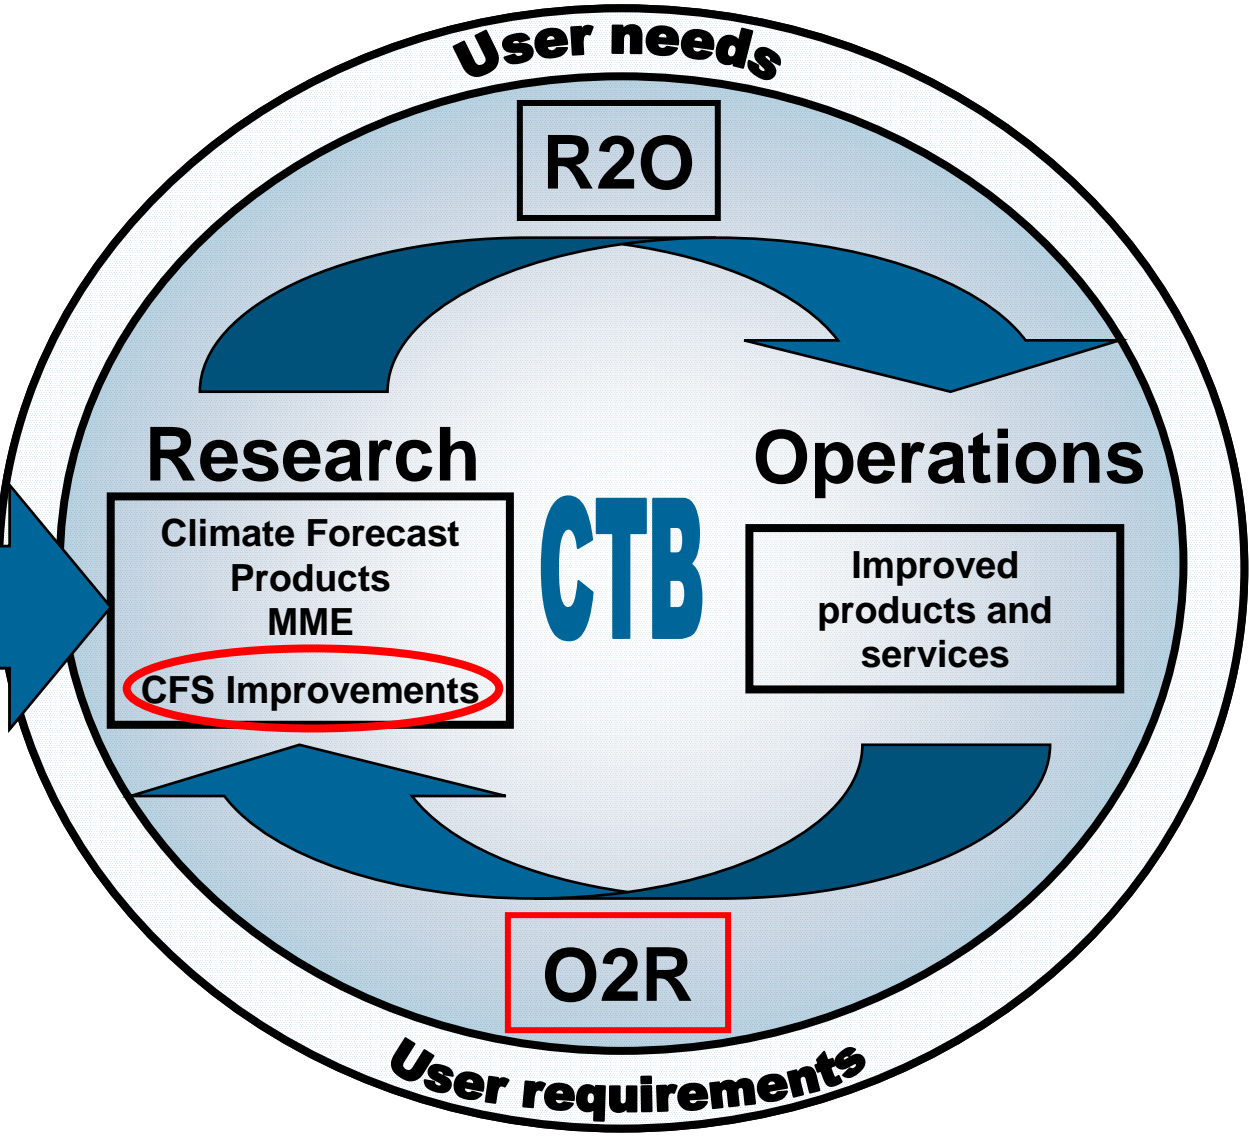 User needs
R2O
Research
Operations
Climate Forecast
Products
MME
CFS Improvements
CTB
Improved
products and
services
O2R
User requirements